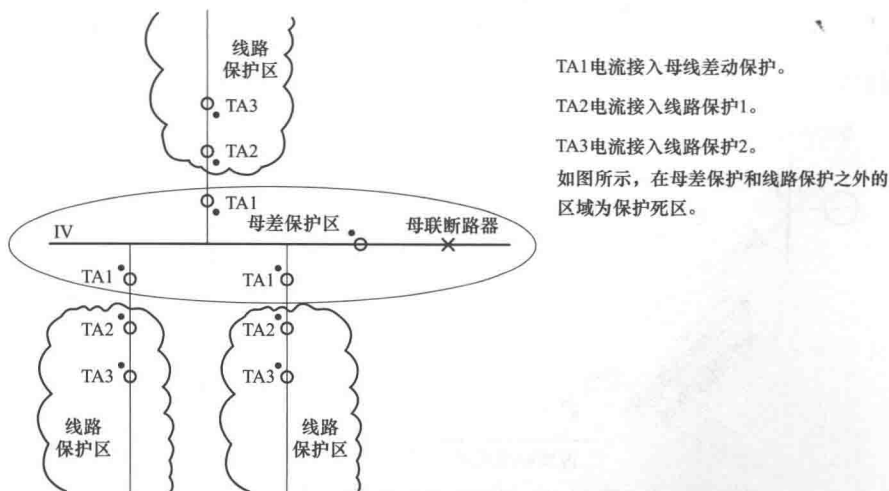 线路
保护区
TA3
TA2
TA1
IV
母差保护区
母联断路器
TA1
TA1
TA2
TA2
TA3
TA3
线路
保护区
线路
保护区
TA1电流接入母线差动保护。
TA2电流接入线路保护1。
TA3电流接入线路保护2。
如图所示，在母差保护和线路保护之外的
区域为保护死区。